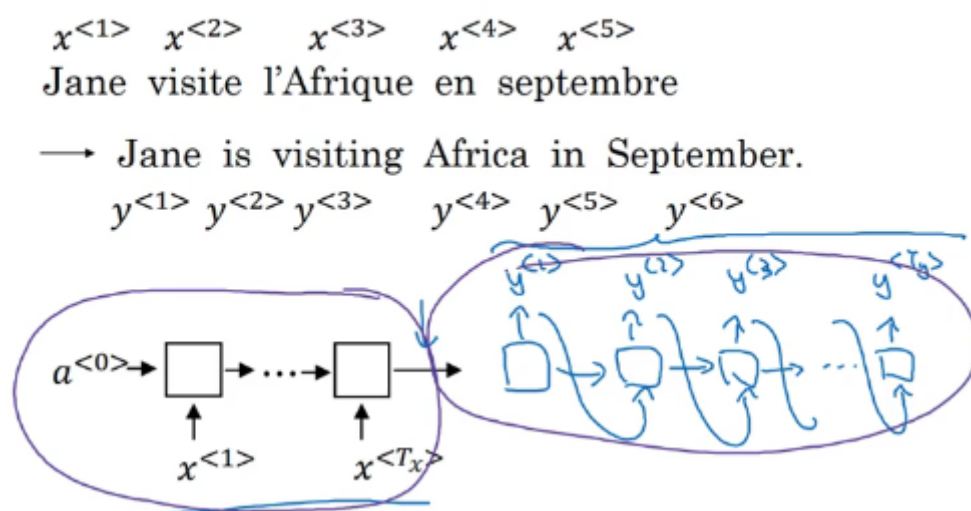 x<1> x<2> x<3> x<4> x<5>
Jane visite l'Afrique en septembre
→ Jane is visiting Africa in September.
y<1> y<2> y<3> y<4> y<5> y<6>
y<1> y<2> y<3> y<Ty>
a<0> ... ...
x<1> x<Tx>